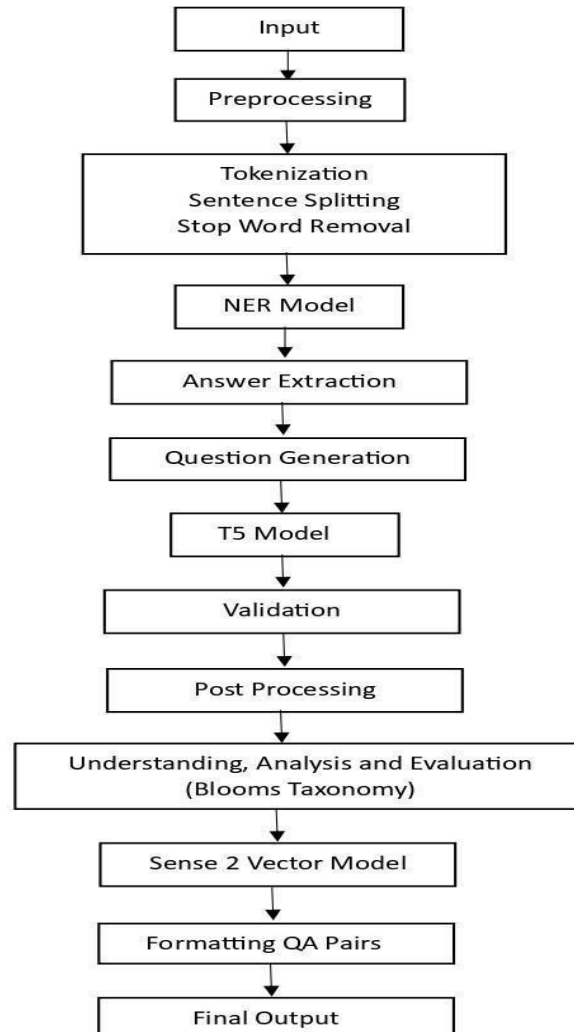 Input
Preprocessing
Tokenization
Sentence Splitting
Stop Word Removal
NER Model
Answer Extraction
Question Generation
T5 Model
Validation
Post Processing
Understanding, Analysis and Evaluation
(Blooms Taxonomy)
Sense 2 Vector Model
Formatting QA Pairs
Final Output